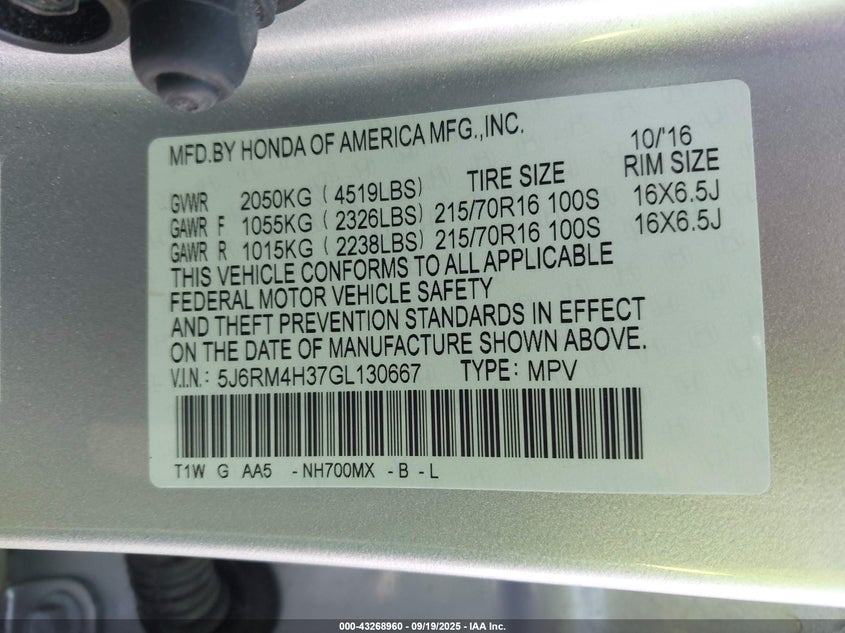 MFD.BY HONDA OF AMERICA MFG.,INC. 10/'16
TIRE SIZE RIM SIZE
GVWR 2050KG ( 4519LBS)
GAWR F 1055KG ( 2326LBS) 215/70R16 100S 16X6.5J
GAWR R 1015KG ( 2238LBS) 215/70R16 100S 16X6.5J
THIS VEHICLE CONFORMS TO ALL APPLICABLE
FEDERAL MOTOR VEHICLE SAFETY
AND THEFT PREVENTION STANDARDS IN EFFECT
ON THE DATE OF MANUFACTURE SHOWN ABOVE.
V.I.N.: 5J6RM4H37GL130667 TYPE: MPV
T1W G AA5 - NH700MX - B - L
000-43268960 - 09/19/2025 - IAA Inc.